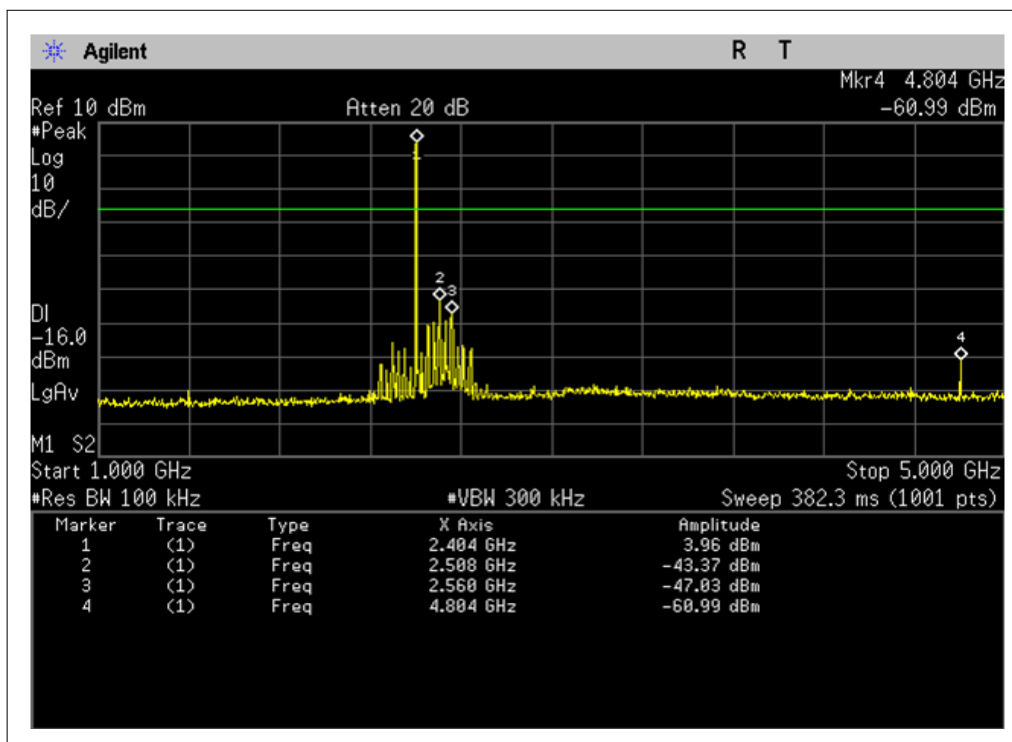 Agilent R T
Mkr4 4.804 GHz
Ref 10 dBm Atten 20 dB -60.99 dBm
#Peak
Log
10
dB/
1
2
3
4
DI
-16.0
dBm
LgAv
M1 S2
Start 1.000 GHz Stop 5.000 GHz
#Res BW 100 kHz #VBW 300 kHz Sweep 382.3 ms (1001 pts)
Marker Trace Type X Axis Amplitude
1 (1) Freq 2.404 GHz 3.96 dBm
2 (1) Freq 2.508 GHz -43.37 dBm
3 (1) Freq 2.560 GHz -47.03 dBm
4 (1) Freq 4.804 GHz -60.99 dBm